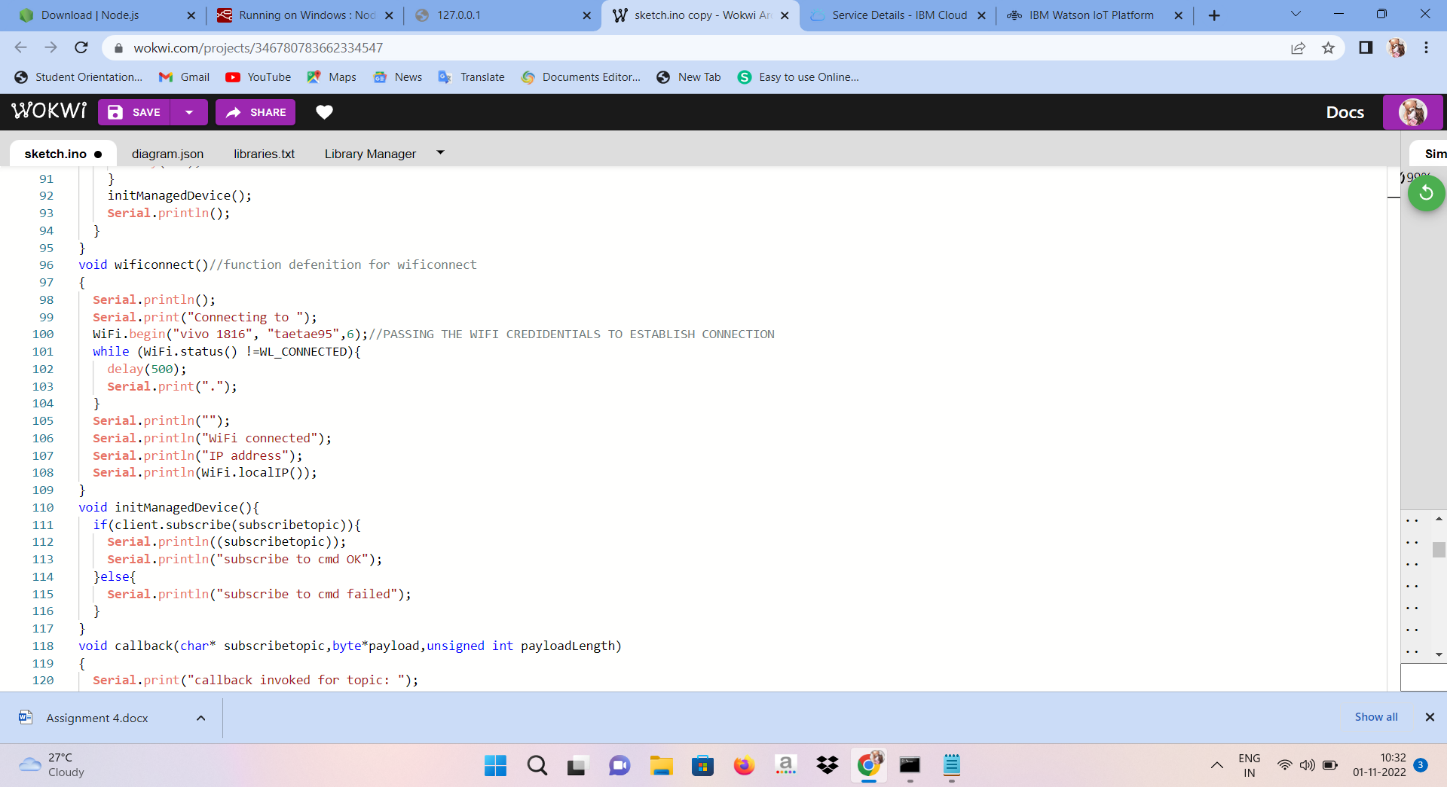 Download | Node.js
Running on Windows : Nod
127.0.0.1
sketch.ino copy - Wokwi Ar
Service Details - IBM Cloud
IBM Watson IoT Platform
wokwi.com/projects/346780783662334547
Student Orientation...
Gmail
YouTube
Maps
News
Translate
Documents Editor...
New Tab
Easy to use Online...
WOKWi
SAVE
SHARE
Docs
sketch.ino ●
diagram.json
libraries.txt
Library Manager
Sim
91 }
92 initManagedDevice();
93 Serial.println();
94 }
95 }
96 void wificonnect()//function defenition for wificonnect
97 {
98 Serial.println();
99 Serial.print("Connecting to ");
100 WiFi.begin("vivo 1816", "taetae95",6);//PASSING THE WIFI CREDIDENTIALS TO ESTABLISH CONNECTION
101 while (WiFi.status() !=WL_CONNECTED){
102 delay(500);
103 Serial.print(".");
104 }
105 Serial.println("");
106 Serial.println("WiFi connected");
107 Serial.println("IP address");
108 Serial.println(WiFi.localIP());
109 }
110 void initManagedDevice(){
111 if(client.subscribe(subscribetopic)){
112 Serial.println((subscribetopic));
113 Serial.println("subscribe to cmd OK");
114 }else{
115 Serial.println("subscribe to cmd failed");
116 }
117 }
118 void callback(char* subscribetopic,byte*payload,unsigned int payloadLength)
119 {
120 Serial.print("callback invoked for topic: ");
..
..
..
..
..
..
..
Assignment 4.docx
Show all
27°C
Cloudy
ENG
IN
10:32
01-11-2022
3